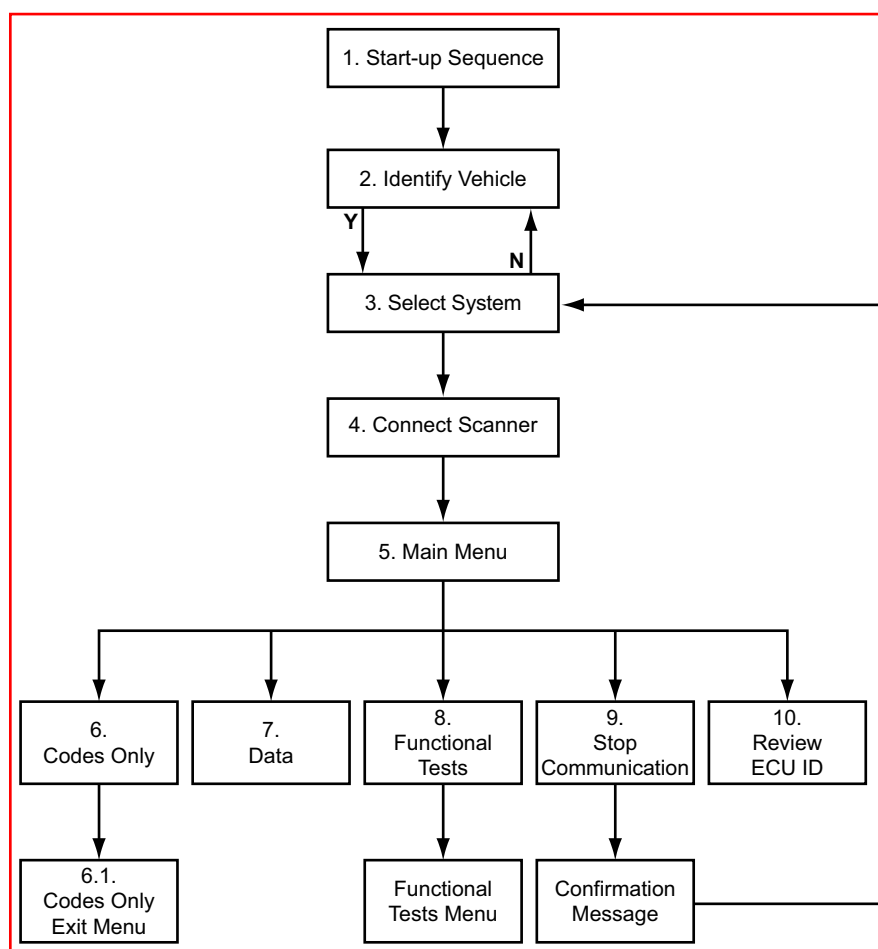 1. Start-up Sequence
2. Identify Vehicle
Y
N
3. Select System
4. Connect Scanner
5. Main Menu
6.
Codes Only
7.
Data
8.
Functional
Tests
9.
Stop
Communication
10.
Review
ECU ID
6.1.
Codes Only
Exit Menu
Functional
Tests Menu
Confirmation
Message